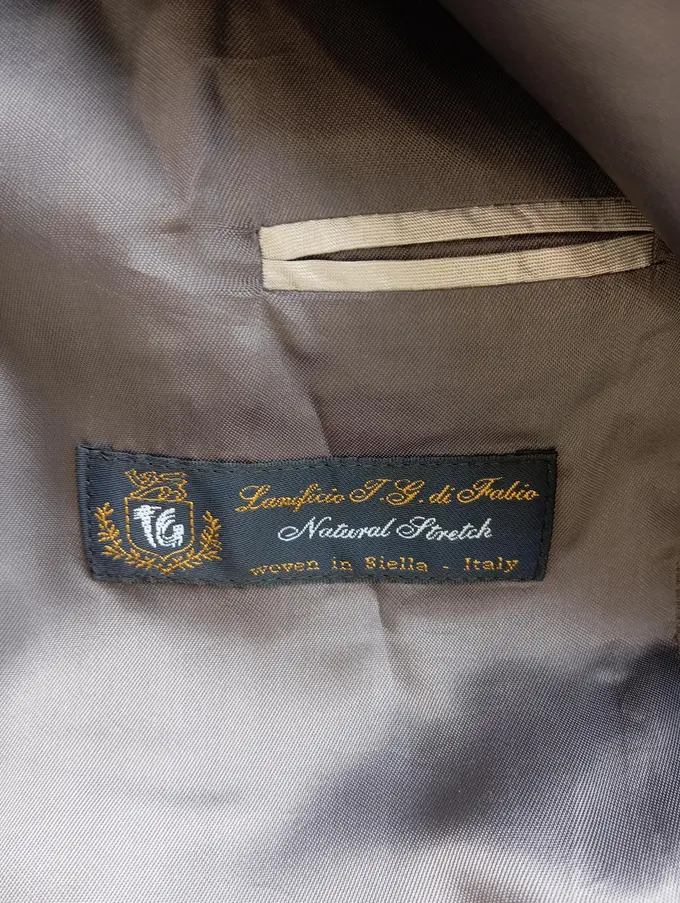 TG
Lanificio T.G. di Fabio
Natural Stretch
woven in Biella - Italy